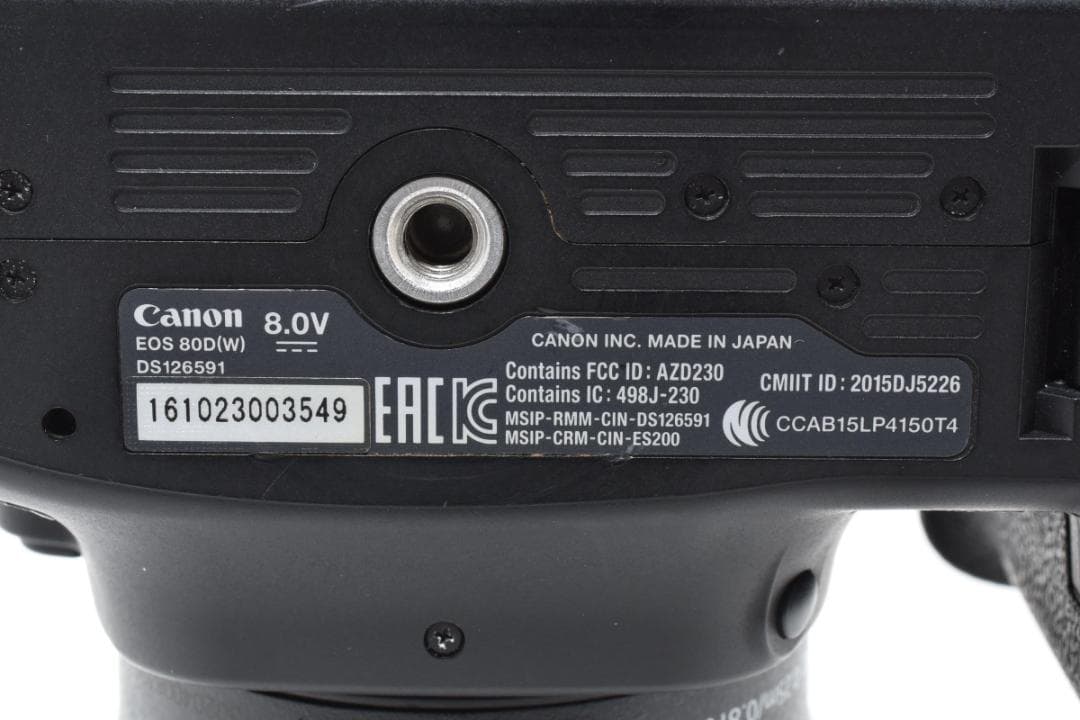 Canon
8.0V
EOS 80D(W)
DS126591
161023003549
EAC
CANON INC. MADE IN JAPAN
Contains FCC ID: AZD230
Contains IC: 498J-230
MSIP-RMM-CIN-DS126591
MSIP-CRM-CIN-ES200
CMIIT ID: 2015DJ5226
CCAB15LP4150T4